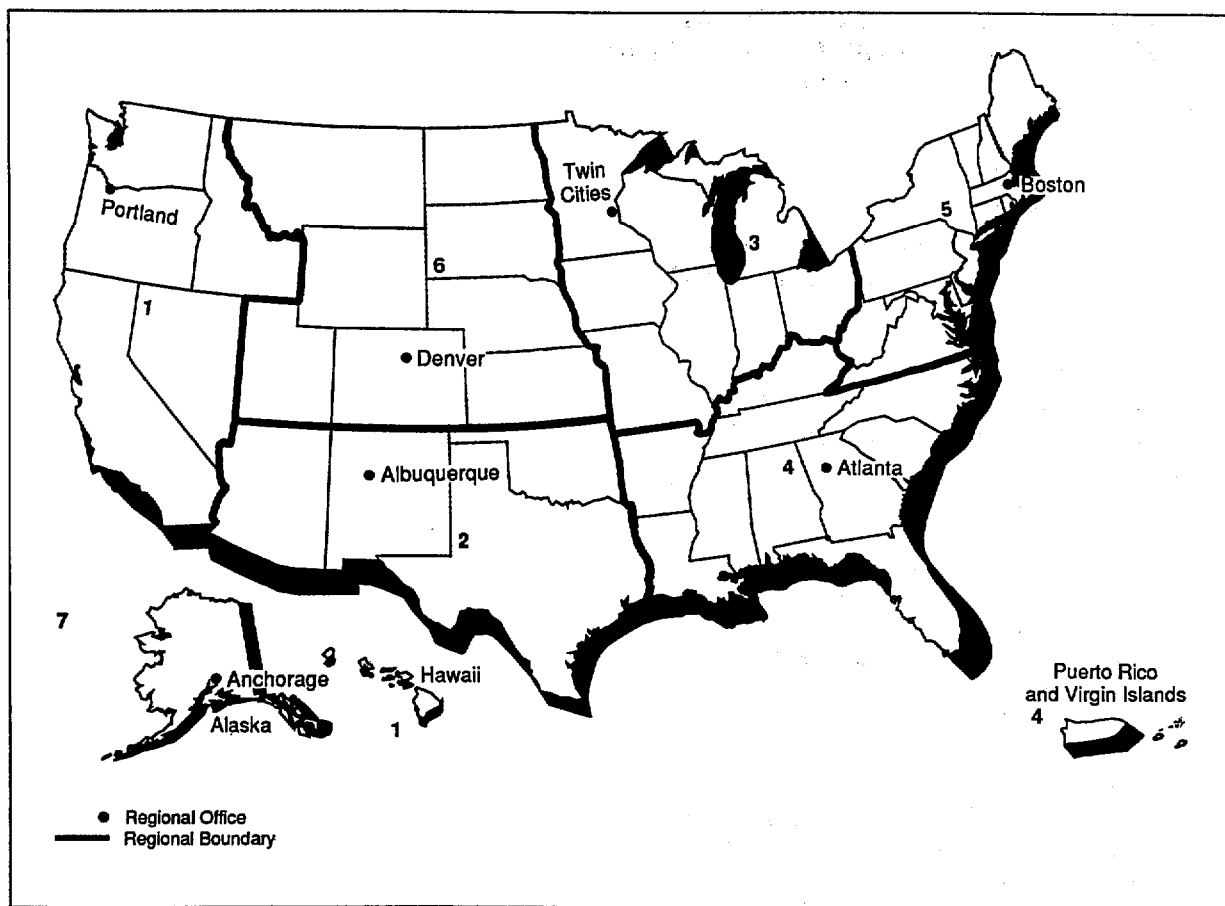 Twin
Cities
Boston
Portland
5
3
6
1
Denver
Albuquerque
4
Atlanta
2
7
Anchorage
Hawaii
Alaska
1
Puerto Rico
and Virgin Islands
4
Regional Office
Regional Boundary